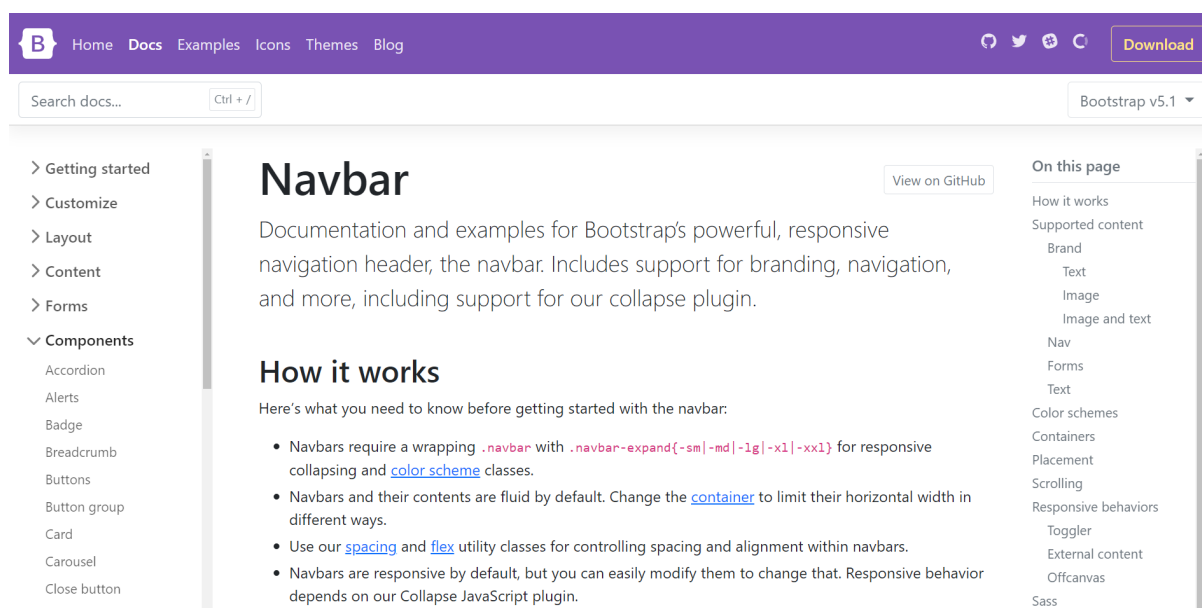 B Home Docs Examples Icons Themes Blog Download
Search docs... Ctrl + / Bootstrap v5.1
Getting started
Customize
Layout
Content
Forms
Components
Accordion
Alerts
Badge
Breadcrumb
Buttons
Button group
Card
Carousel
Close button
Navbar
View on GitHub
Documentation and examples for Bootstrap’s powerful, responsive
navigation header, the navbar. Includes support for branding, navigation,
and more, including support for our collapse plugin.
How it works
Here’s what you need to know before getting started with the navbar:
• Navbars require a wrapping .navbar with .navbar-expand{-sm|-md|-lg|-xl|-xxl} for responsive
collapsing and color scheme classes.
• Navbars and their contents are fluid by default. Change the container to limit their horizontal width in
different ways.
• Use our spacing and flex utility classes for controlling spacing and alignment within navbars.
• Navbars are responsive by default, but you can easily modify them to change that. Responsive behavior
depends on our Collapse JavaScript plugin.
On this page
How it works
Supported content
Brand
Text
Image
Image and text
Nav
Forms
Text
Color schemes
Containers
Placement
Scrolling
Responsive behaviors
Toggler
External content
Offcanvas
Sass